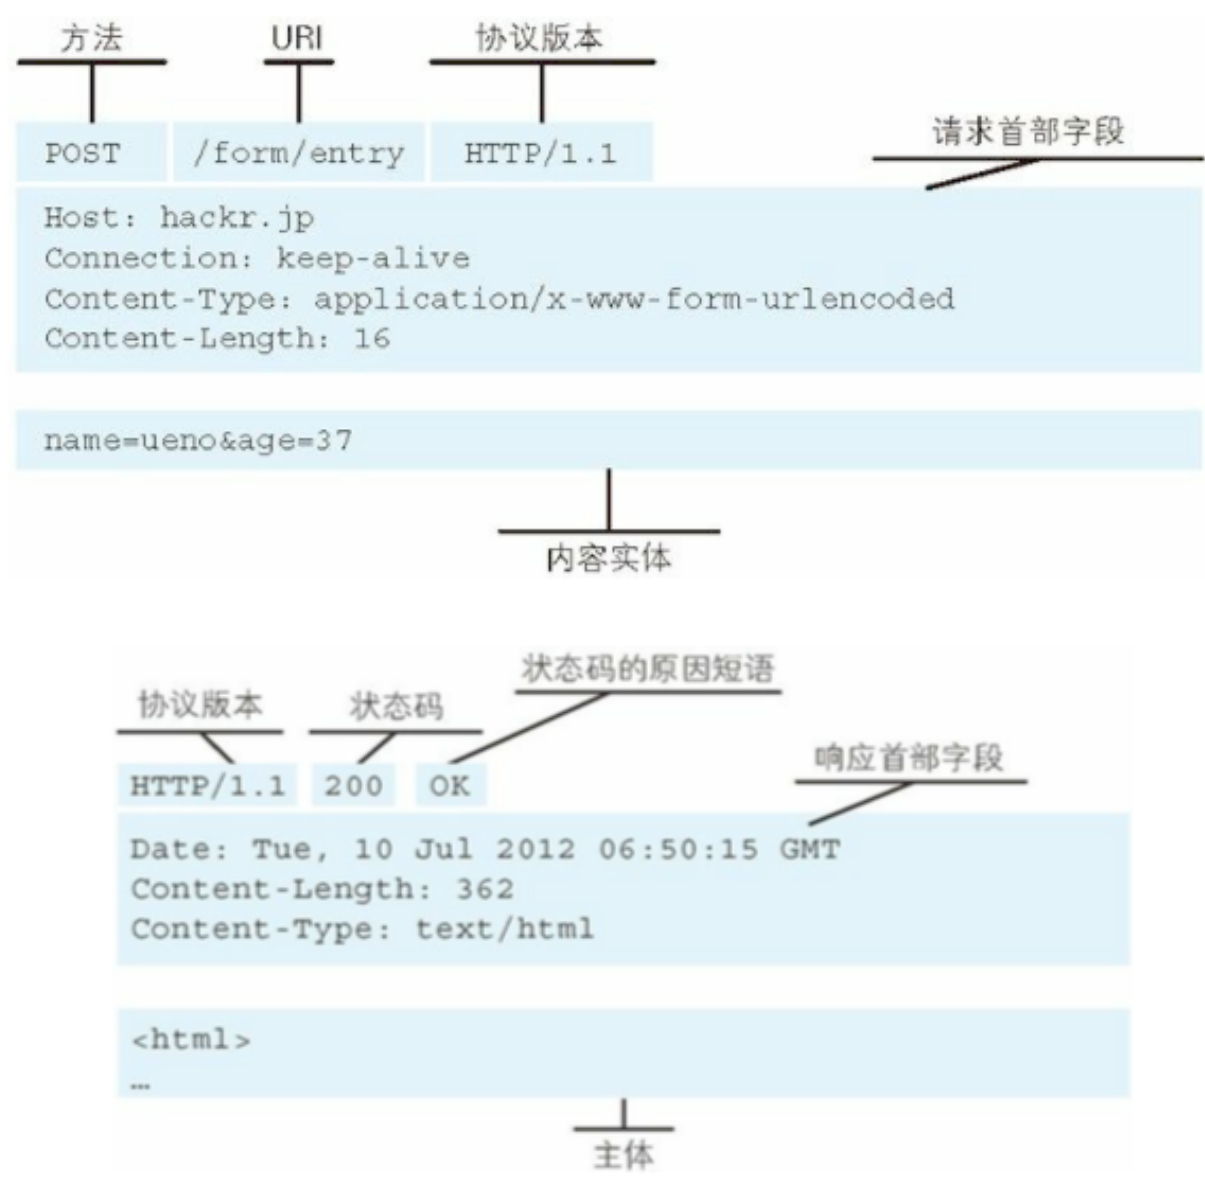 方法 URI 协议版本
请求首部字段
POST /form/entry HTTP/1.1
Host: hackr.jp
Connection: keep-alive
Content-Type: application/x-www-form-urlencoded
Content-Length: 16
name=ueno&age=37
内容实体
状态码的原因短语
协议版本 状态码
响应首部字段
HTTP/1.1 200 OK
Date: Tue, 10 Jul 2012 06:50:15 GMT
Content-Length: 362
Content-Type: text/html
<html>
…
主体